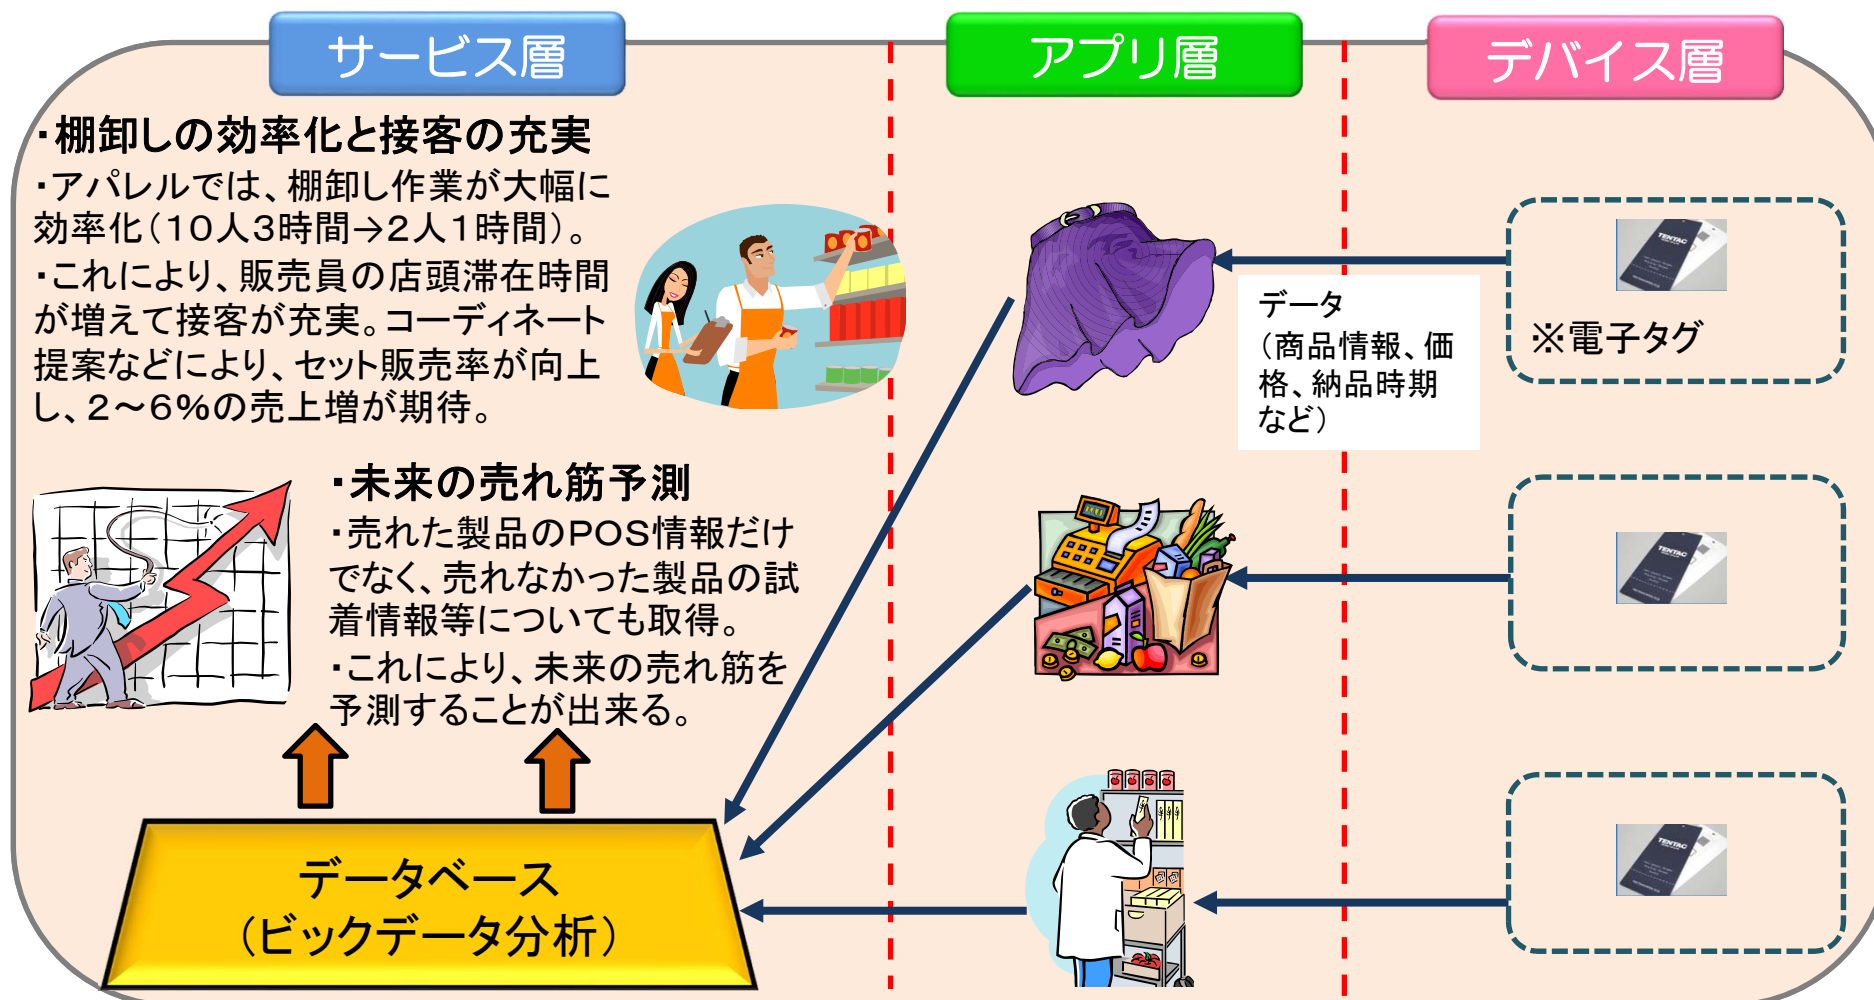 サービス層
アプリ層
デバイス層
・棚卸しの効率化と接客の充実
・アパレルでは、棚卸し作業が大幅に
効率化（１０人３時間→２人１時間）。
・これにより、販売員の店頭滞在時間
が増えて接客が充実。コーディネート
提案などにより、セット販売率が向上
し、２～６％の売上増が期待。
・未来の売れ筋予測
・売れた製品のＰＯＳ情報だけ
でなく、売れなかった製品の試
着情報等についても取得。
・これにより、未来の売れ筋を
予測することが出来る。
データベース
（ビックデータ分析）
データ
（商品情報、価
格、納品時期
など）
TENTAC
※電子タグ
TENTAC
TENTAC